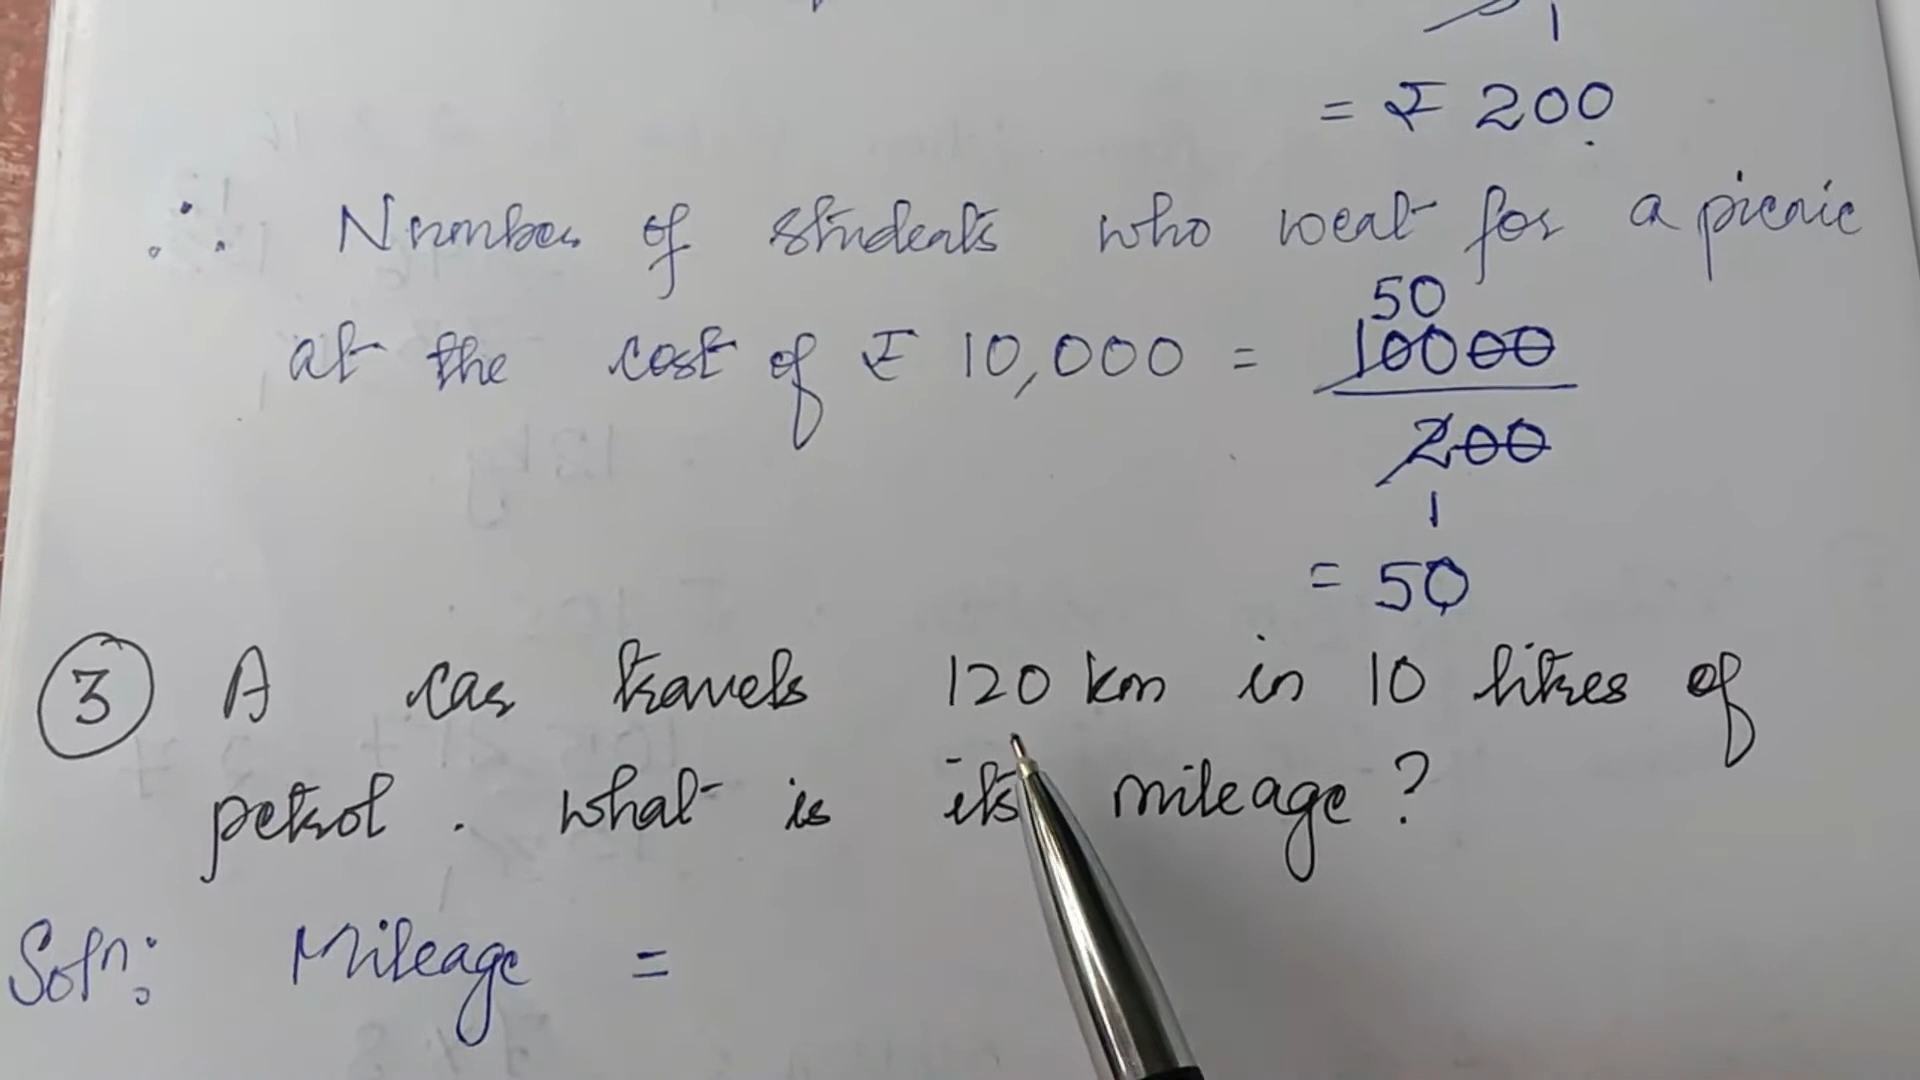 1
= ₹ 200
∴ Number of students who went for a picnic
50
at the cost of ₹ 10,000 = 10000
200
1
= 50
3 A car travels 120 km in 10 litres of
petrol. what is its mileage?
Soln: Mileage =